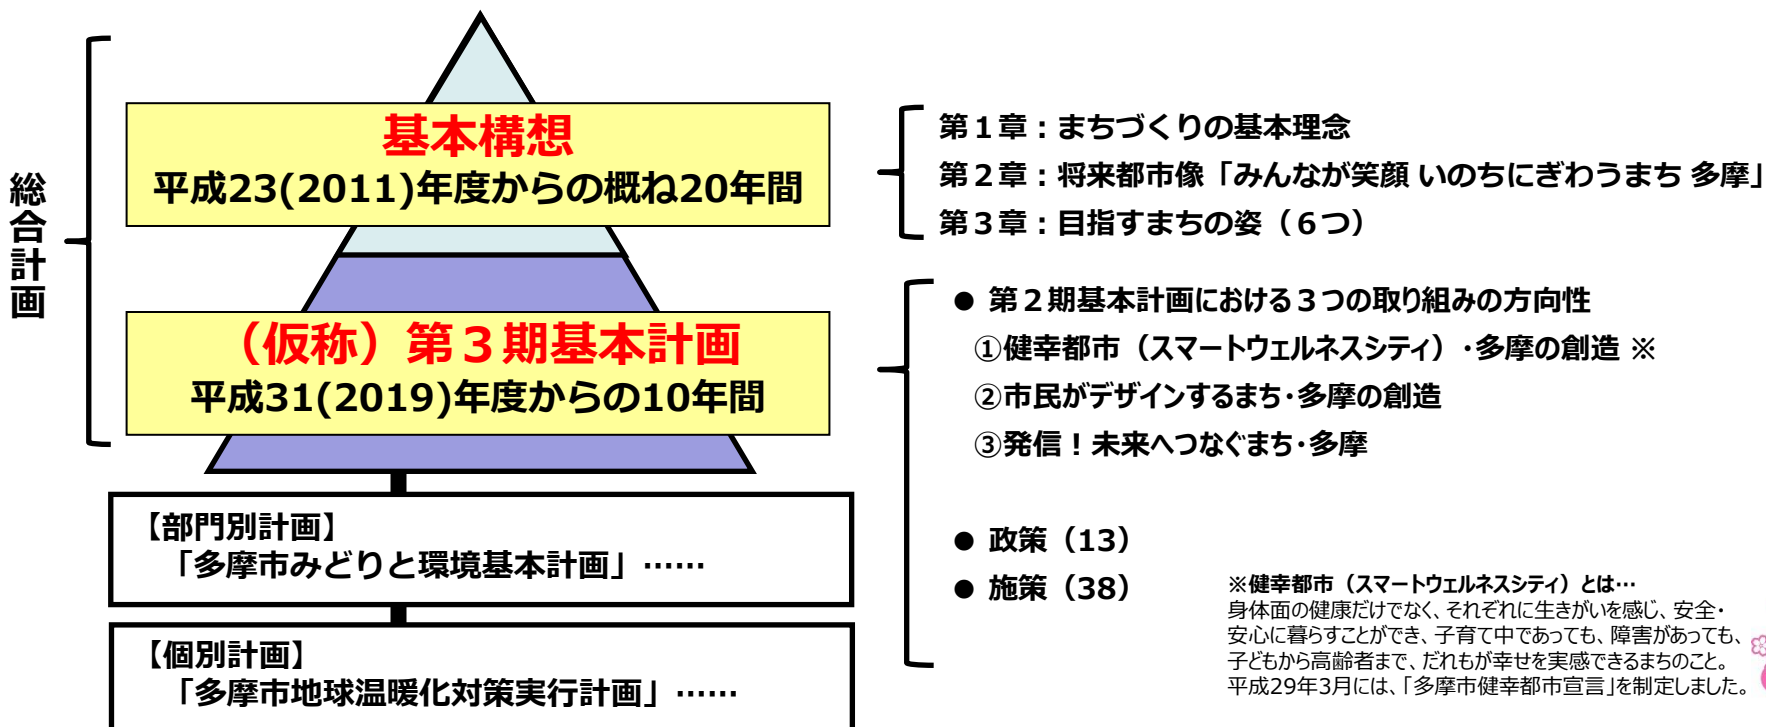 総合計画
基本構想
平成23(2011)年度からの概ね20年間
第１章：まちづくりの基本理念
第２章：将来都市像「みんなが笑顔 いのちにぎわうまち 多摩」
第３章：目指すまちの姿（６つ）
（仮称）第３期基本計画
平成31(2019)年度からの10年間
● 第２期基本計画における３つの取り組みの方向性
①健幸都市（スマートウェルネスシティ）・多摩の創造 ※
②市民がデザインするまち・多摩の創造
③発信！未来へつなぐまち・多摩
● 政策（13）
● 施策（38）
※健幸都市（スマートウェルネスシティ）とは…
身体面の健康だけでなく、それぞれに生きがいを感じ、安全・
安心に暮らすことができ、子育て中であっても、障害があっても、
子どもから高齢者まで、だれもが幸せを実感できるまちのこと。
平成29年3月には、「多摩市健幸都市宣言」を制定しました。
【部門別計画】
「多摩市みどりと環境基本計画」……
【個別計画】
「多摩市地球温暖化対策実行計画」……